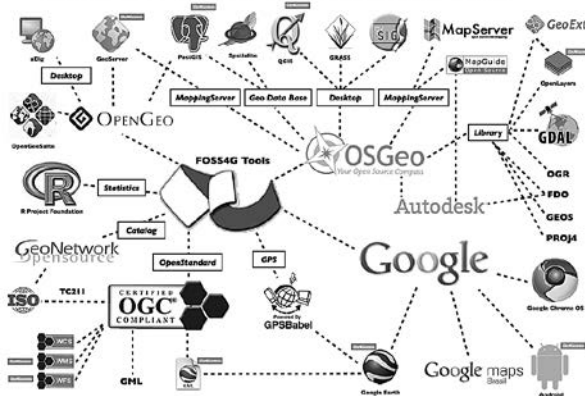 uDig
GeoServer
PostGIS
Spatialite
QGIS
GRASS
SIG
MapServer
MapGuide
Open Source
GeoExt
OpenLayers
Desktop
MappingServer
Geo Data Base
Desktop
MappingServer
Library
OpenGeoSuite
OPENGEO
OSGeo
Your Open Source Compass
GDAL
FOSS4G Tools
OGR
FDO
GEOS
PROJ4
R
R Project Foundation
Statistics
Autodesk
Catalog
GeoNetwork
Opensource
OpenStandard
GPS
Google
ISO
TC211
CERTIFIED
OGC
COMPLIANT
Powered By
GPSBabel
Google Chrome OS
WCS
WMS
WFS
GML
KML
Google Earth
Google maps
Brasil
Android